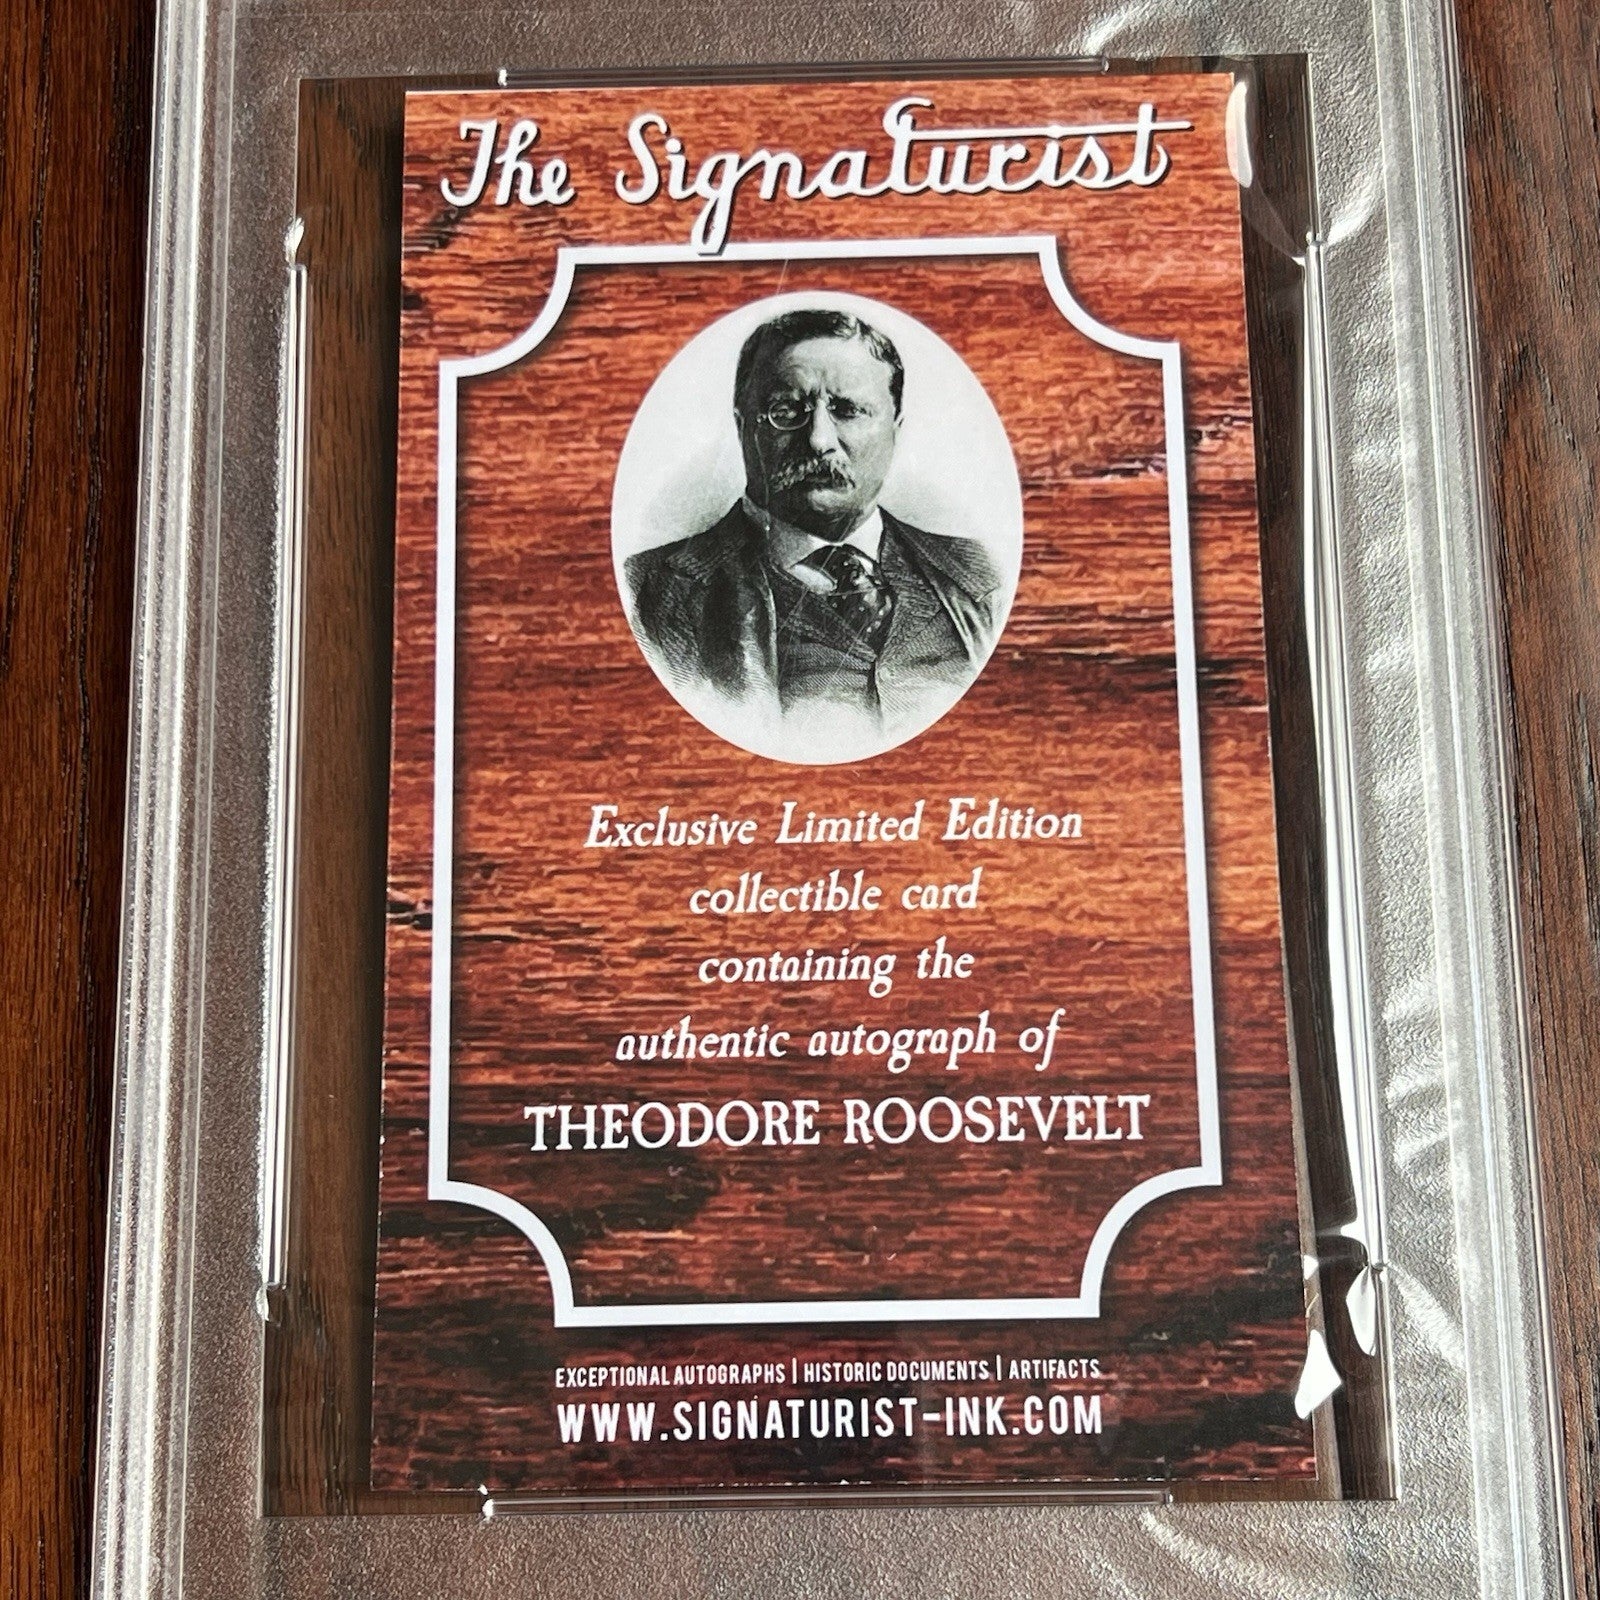 The Signaturist
Exclusive Limited Edition
collectible card
containing the
authentic autograph of
THEODORE ROOSEVELT
EXCEPTIONAL AUTOGRAPHS | HISTORIC DOCUMENTS | ARTIFACTS
WWW.SIGNATURIST-INK.COM